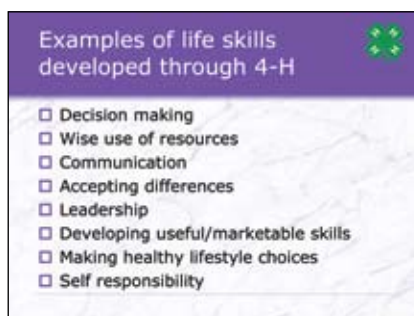 Examples of life skills
developed through 4-H
Decision making
Wise use of resources
Communication
Accepting differences
Leadership
Developing useful/marketable skills
Making healthy lifestyle choices
Self responsibility